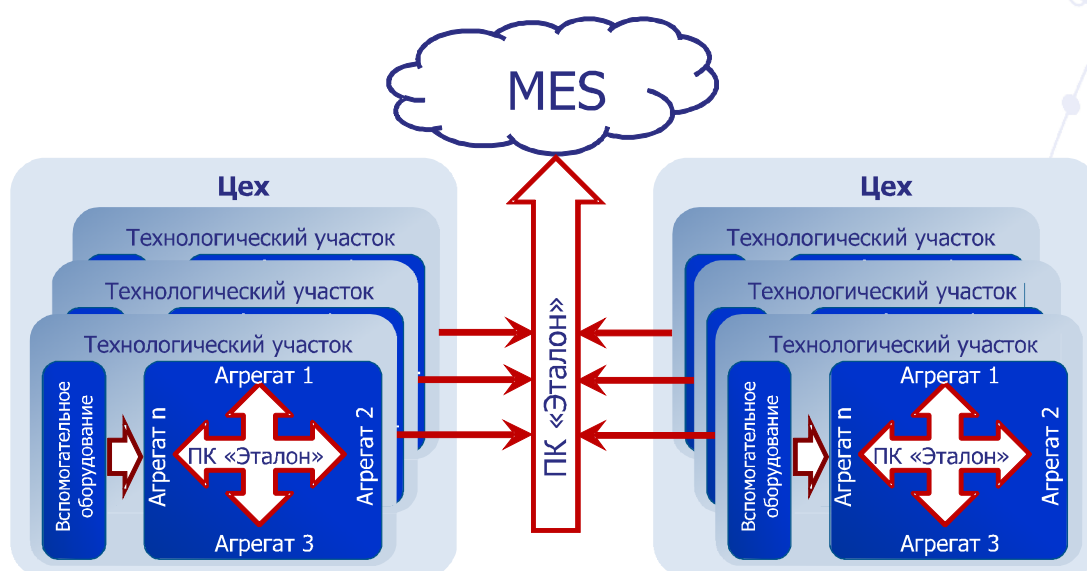 MES
Цех
Технологический участок
Технологический участок
Технологический участок
Вспомогательное
оборудование
Агрегат 1
Агрегат n
ПК «Эталон»
Агрегат 2
Агрегат 3
ПК «Эталон»
Цех
Технологический участок
Технологический участок
Технологический участок
Вспомогательное
оборудование
Агрегат 1
Агрегат n
ПК «Эталон»
Агрегат 2
Агрегат 3